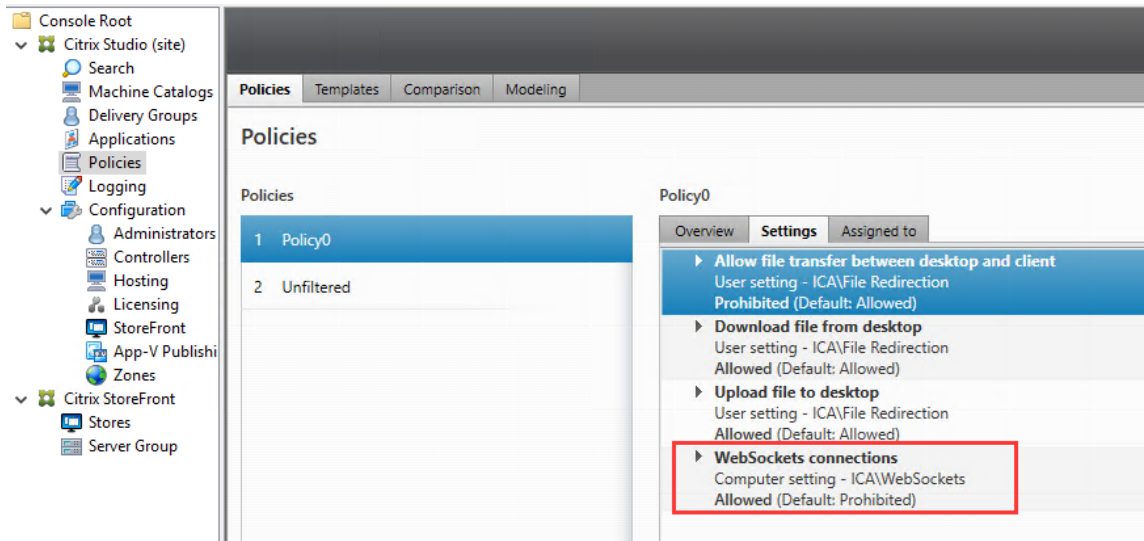 Console Root
Citrix Studio (site)
Search
Machine Catalogs
Delivery Groups
Applications
Policies
Logging
Configuration
Administrators
Controllers
Hosting
Licensing
StoreFront
App-V Publishi
Zones
Citrix StoreFront
Stores
Server Group
Policies Templates Comparison Modeling
Policies
Policies
1 Policy0
2 Unfiltered
Policy0
Overview Settings Assigned to
Allow file transfer between desktop and client
User setting - ICA\File Redirection
Prohibited (Default: Allowed)
Download file from desktop
User setting - ICA\File Redirection
Allowed (Default: Allowed)
Upload file to desktop
User setting - ICA\File Redirection
Allowed (Default: Allowed)
WebSockets connections
Computer setting - ICA\WebSockets
Allowed (Default: Prohibited)